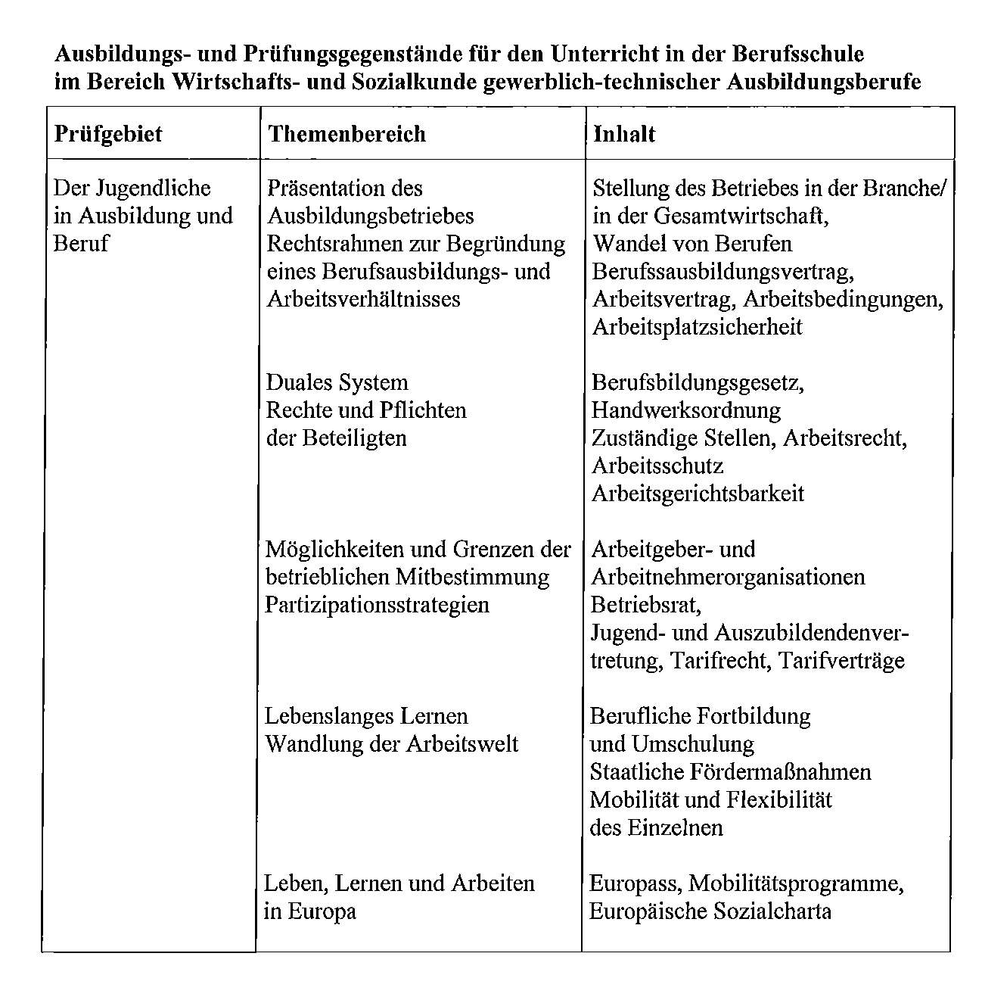 Ausbildungs- und Prüfungsgegenstände für den Unterricht in der Berufsschule
im Bereich Wirtschafts- und Sozialkunde gewerblich-technischer Ausbildungsberufe
Prüfgebiet
Themenbereich
Inhalt
Der Jugendliche
in Ausbildung und
Beruf
Präsentation des
Ausbildungsbetriebes
Rechtsrahmen zur Begründung
eines Berufsausbildungs- und
Arbeitsverhältnisses
Stellung des Betriebes in der Branche/
in der Gesamtwirtschaft,
Wandel von Berufen
Berufssausbildungsvertrag,
Arbeitsvertrag, Arbeitsbedingungen,
Arbeitsplatzsicherheit
Duales System
Rechte und Pflichten
der Beteiligten
Berufsbildungsgesetz,
Handwerksordnung
Zuständige Stellen, Arbeitsrecht,
Arbeitsschutz
Arbeitsgerichtsbarkeit
Möglichkeiten und Grenzen der
betrieblichen Mitbestimmung
Partizipationsstrategien
Arbeitgeber- und
Arbeitnehmerorganisationen
Betriebsrat,
Jugend- und Auszubildendenver-
tretung, Tarifrecht, Tarifverträge
Lebenslanges Lernen
Wandlung der Arbeitswelt
Berufliche Fortbildung
und Umschulung
Staatliche Fördermaßnahmen
Mobilität und Flexibilität
des Einzelnen
Leben, Lernen und Arbeiten
in Europa
Europass, Mobilitätsprogramme,
Europäische Sozialcharta